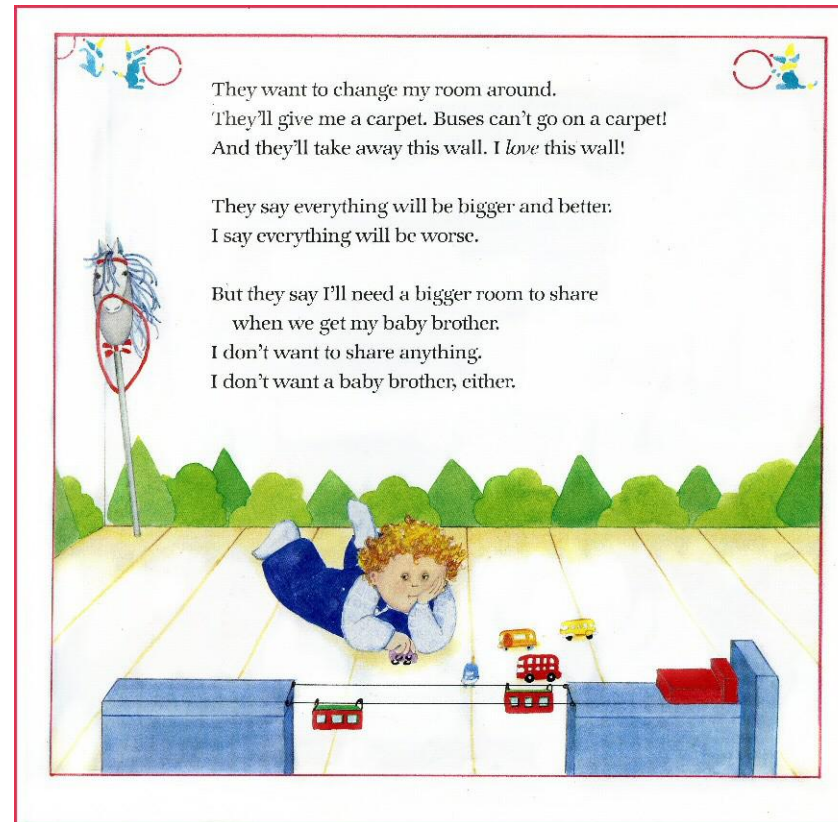 They want to change my room around.
They'll give me a carpet. Buses can't go on a carpet!
And they'll take away this wall. I love this wall!
They say everything will be bigger and better.
I say everything will be worse.
But they say I'll need a bigger room to share
when we get my baby brother.
I don't want to share anything.
I don't want a baby brother, either.